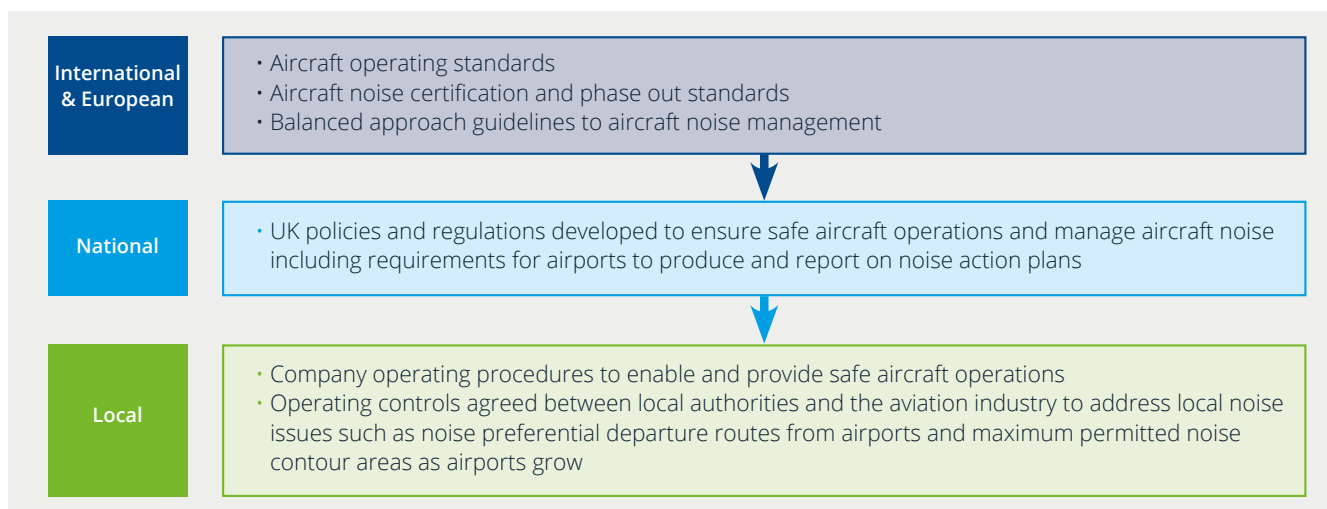 International
& European
• Aircraft operating standards
• Aircraft noise certification and phase out standards
• Balanced approach guidelines to aircraft noise management
National
• UK policies and regulations developed to ensure safe aircraft operations and manage aircraft noise
including requirements for airports to produce and report on noise action plans
Local
• Company operating procedures to enable and provide safe aircraft operations
• Operating controls agreed between local authorities and the aviation industry to address local noise
issues such as noise preferential departure routes from airports and maximum permitted noise
contour areas as airports grow